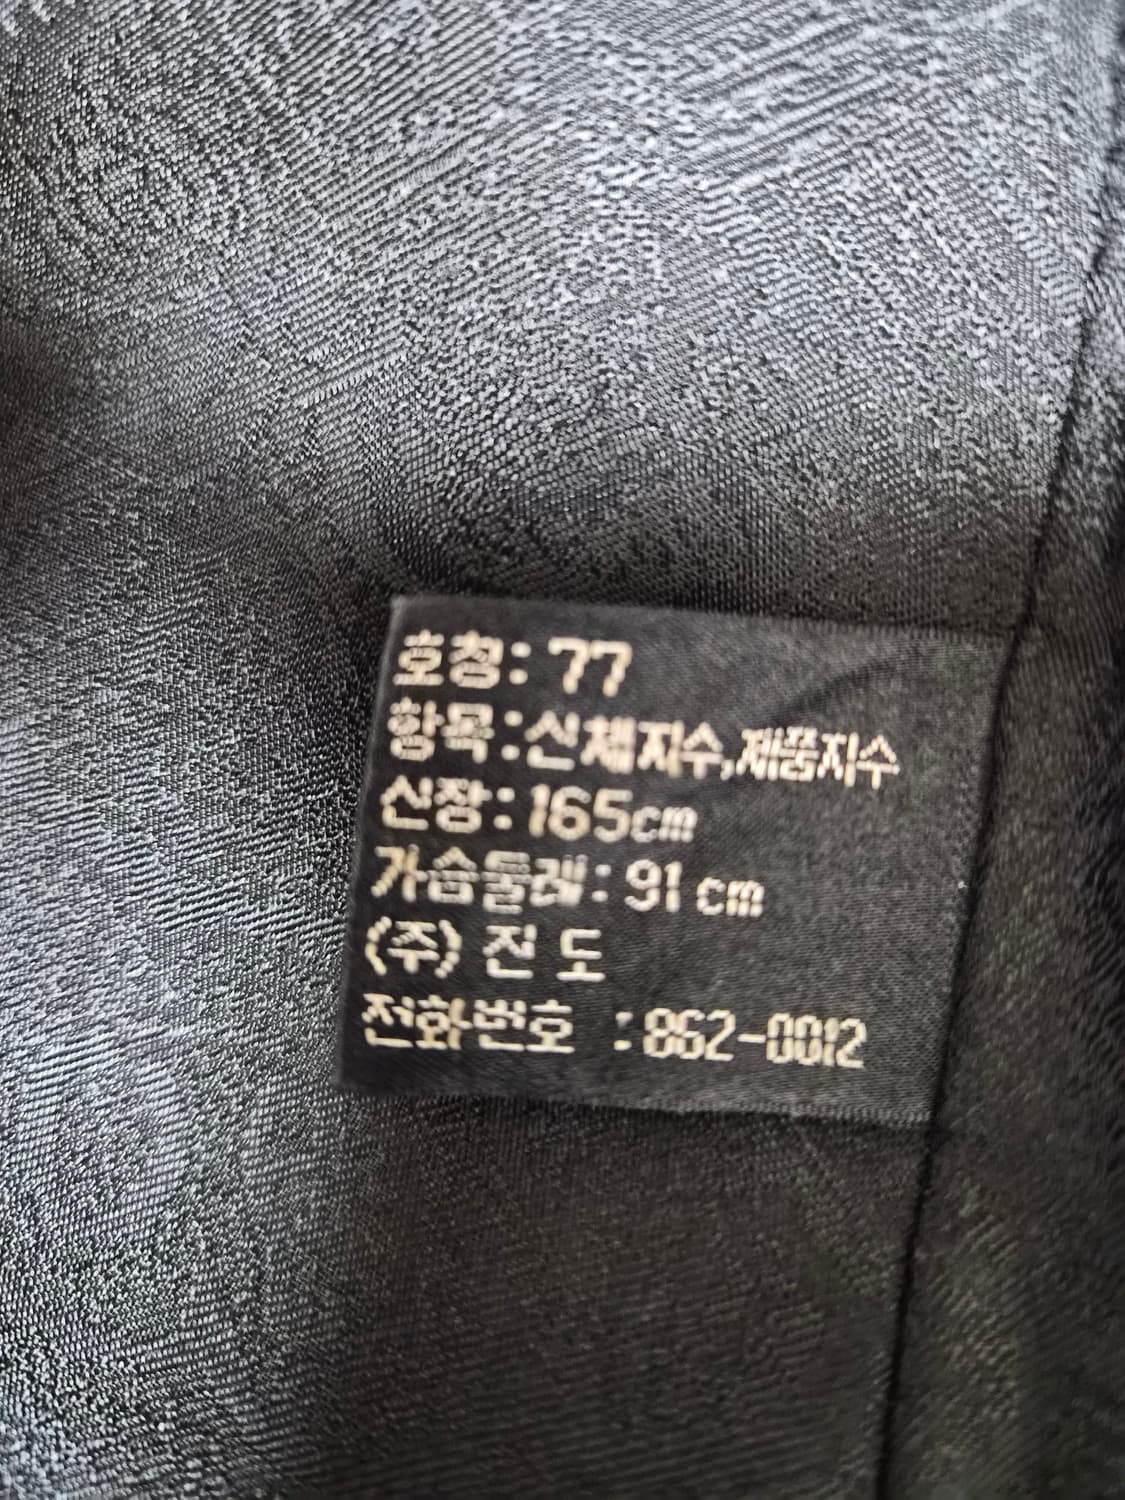 호칭: 77
항목:신체지수,제품지수
신장:165cm
가슴둘레:91 cm
(주) 진 도
전화번호 :862-0012